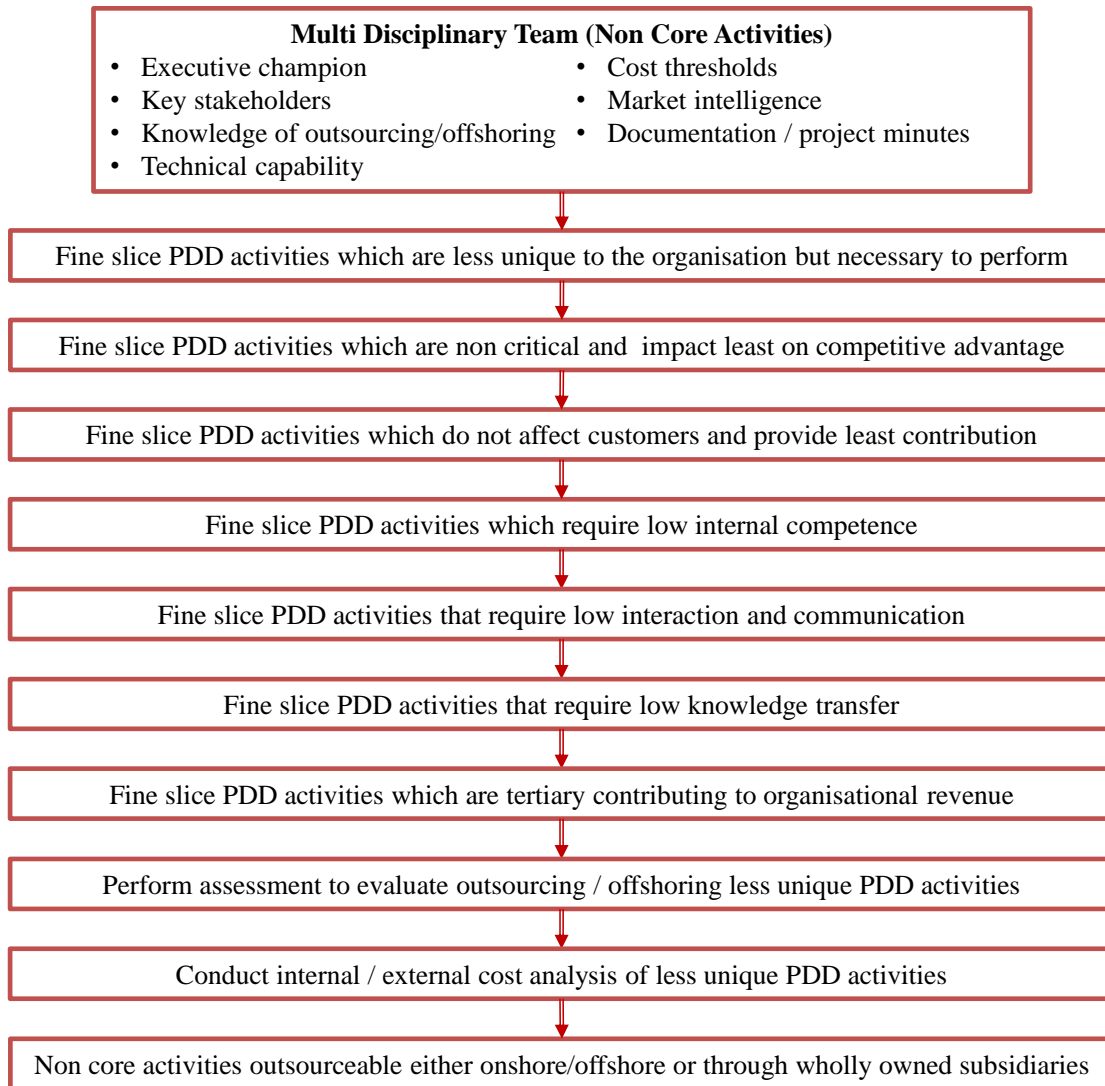 Multi Disciplinary Team (Non Core Activities)
• Executive champion
• Key stakeholders
• Knowledge of outsourcing/offshoring
• Technical capability
• Cost thresholds
• Market intelligence
• Documentation / project minutes
Fine slice PDD activities which are less unique to the organisation but necessary to perform
Fine slice PDD activities which are non critical and  impact least on competitive advantage
Fine slice PDD activities which do not affect customers and provide least contribution
Fine slice PDD activities which require low internal competence
Fine slice PDD activities that require low interaction and communication
Fine slice PDD activities that require low knowledge transfer
Fine slice PDD activities which are tertiary contributing to organisational revenue
Perform assessment to evaluate outsourcing / offshoring less unique PDD activities
Conduct internal / external cost analysis of less unique PDD activities
Non core activities outsourceable either onshore/offshore or through wholly owned subsidiaries